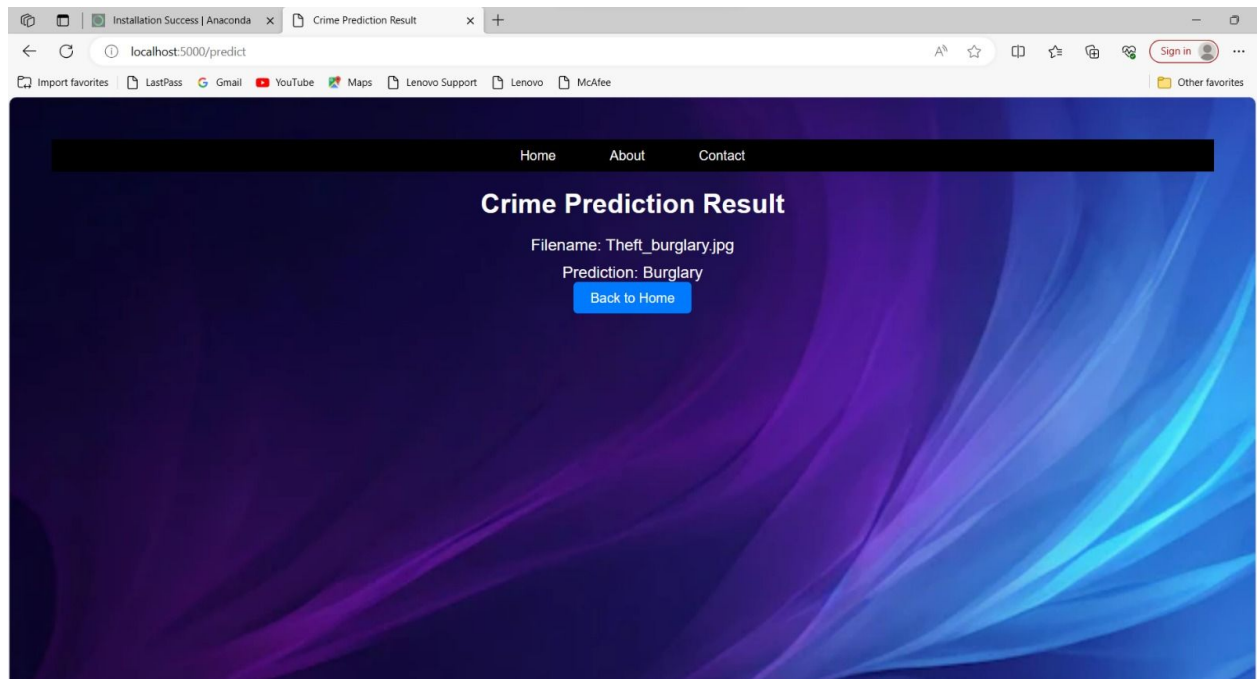 Installation Success | Anaconda
Crime Prediction Result
localhost:5000/predict
Sign in
Import favorites LastPass Gmail YouTube Maps Lenovo Support Lenovo McAfee Other favorites
Home About Contact
Crime Prediction Result
Filename: Theft_burglary.jpg
Prediction: Burglary
Back to Home